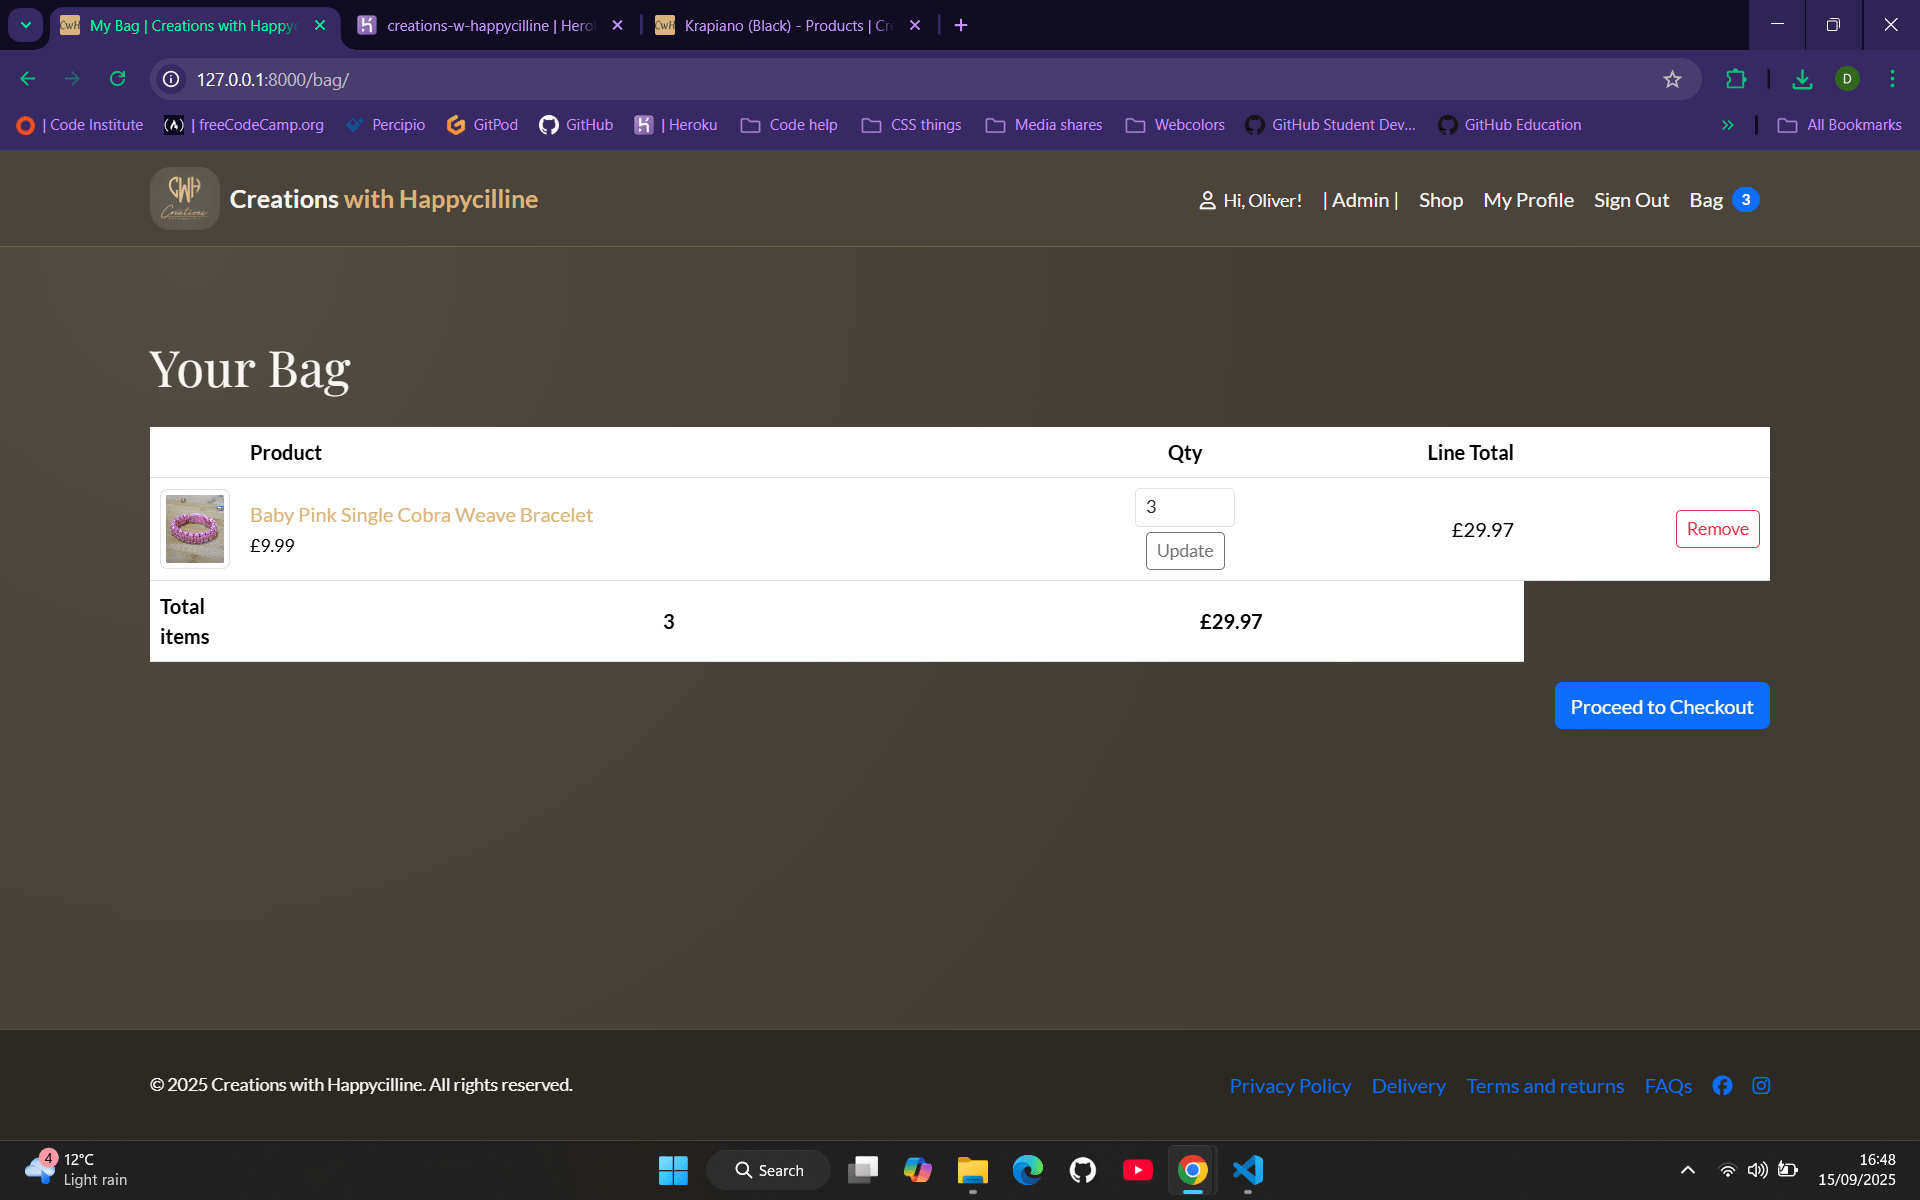 My Bag | Creations with Happyc
creations-w-happycilline | Hero
Krapiano (Black) - Products | Cr
127.0.0.1:8000/bag/
D
| Code Institute
| freeCodeCamp.org
Percipio
GitPod
GitHub
| Heroku
Code help
CSS things
Media shares
Webcolors
GitHub Student Dev...
GitHub Education
All Bookmarks
CWH
Creations
Creations with Happycilline
Hi, Oliver!
| Admin |
Shop
My Profile
Sign Out
Bag 3
Your Bag
Product
Qty
Line Total
Baby Pink Single Cobra Weave Bracelet
£9.99
3
Update
£29.97
Remove
Total items
3
£29.97
Proceed to Checkout
© 2025 Creations with Happycilline. All rights reserved.
Privacy Policy
Delivery
Terms and returns
FAQs
4
12°C
Light rain
Search
16:48
15/09/2025